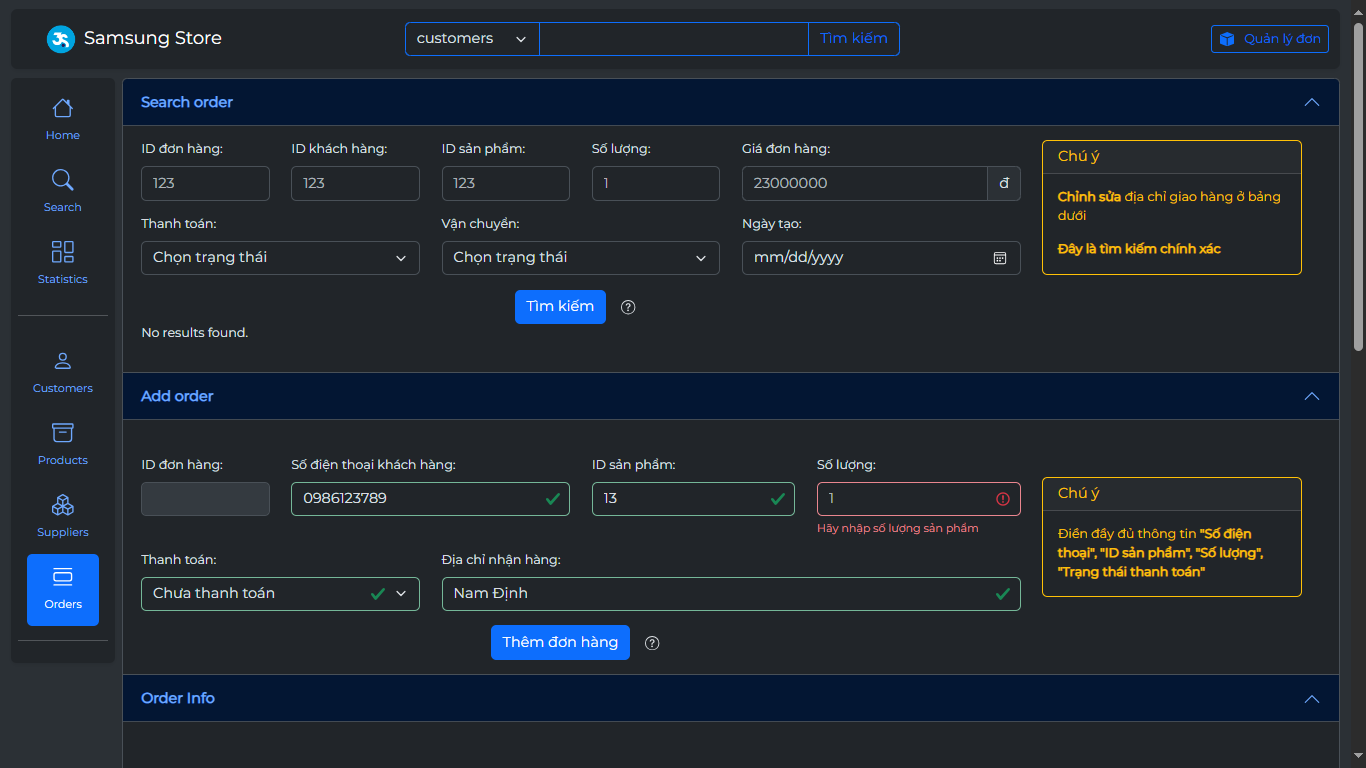 Samsung Store
customers
Tìm kiếm
Quản lý đơn
Home
Search
Statistics
Customers
Products
Suppliers
Orders
Search order
ID đơn hàng:
ID khách hàng:
ID sản phẩm:
Số lượng:
Giá đơn hàng:
123
123
123
1
23000000
đ
Thanh toán:
Vận chuyển:
Ngày tạo:
Chọn trạng thái
Chọn trạng thái
mm/dd/yyyy
Tìm kiếm
No results found.
Chú ý
Chỉnh sửa địa chỉ giao hàng ở bảng
dưới
Đây là tìm kiếm chính xác
Add order
ID đơn hàng:
Số điện thoại khách hàng:
ID sản phẩm:
Số lượng:
0986123789
13
1
Hãy nhập số lượng sản phẩm
Thanh toán:
Địa chỉ nhận hàng:
Chưa thanh toán
Nam Định
Thêm đơn hàng
Chú ý
Điền đầy đủ thông tin "Số điện
thoại", "ID sản phẩm", "Số lượng",
"Trạng thái thanh toán"
Order Info